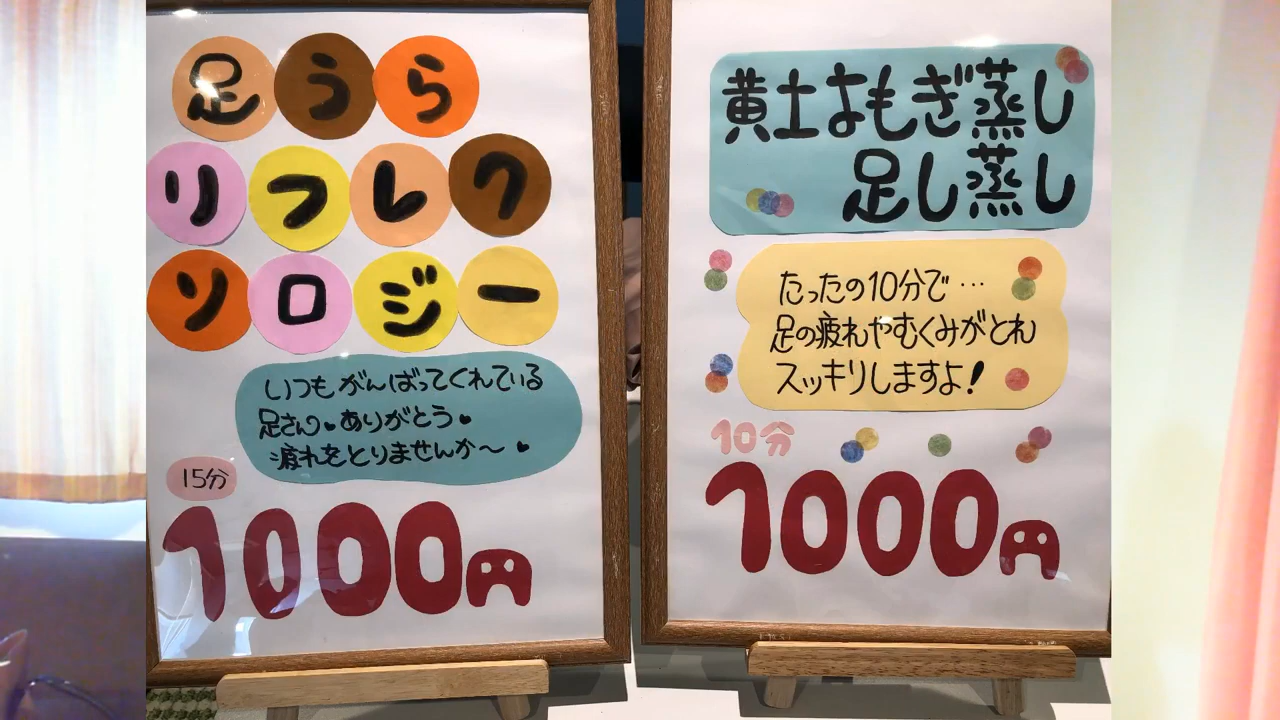 足うら
リフレク
ソロジー
いつもがんばってくれている
足さん♥ありがとう♥
疲れをとりませんか〜♥
15分
1000円
黄土よもぎ蒸し
足し蒸し
たったの10分で…
足の疲れやむくみがとれ
スッキリしますよ!
10分
1000円